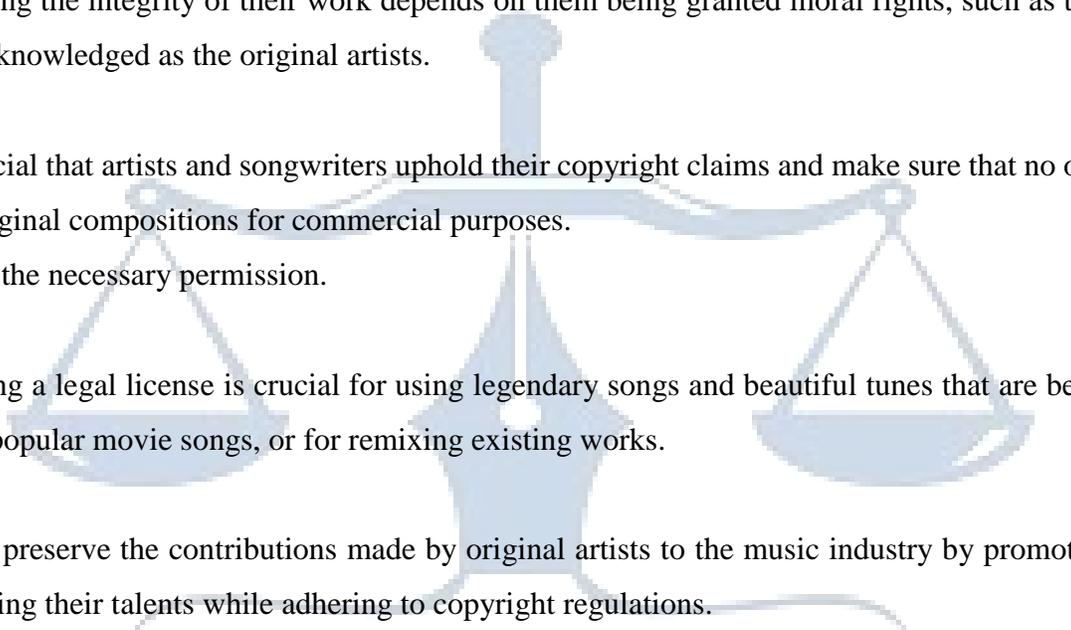 the integrity of their work depends on them being granted moral rights, such as
knowledged as the original artists.
cial that artists and songwriters uphold their copyright claims and make sure that no
ginal compositions for commercial purposes.
the necessary permission.
ng a legal license is crucial for using legendary songs and beautiful tunes that are be
popular movie songs, or for remixing existing works.
preserve the contributions made by original artists to the music industry by promot
ing their talents while adhering to copyright regulations.